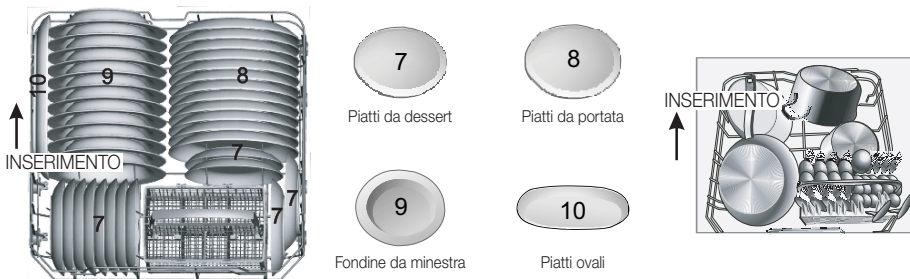 10
9
8
7
INSERIMENTO
7
7
7
7
Piatti da dessert
8
Piatti da portata
9
Fondine da minestra
10
Piatti ovali
INSERIMENTO